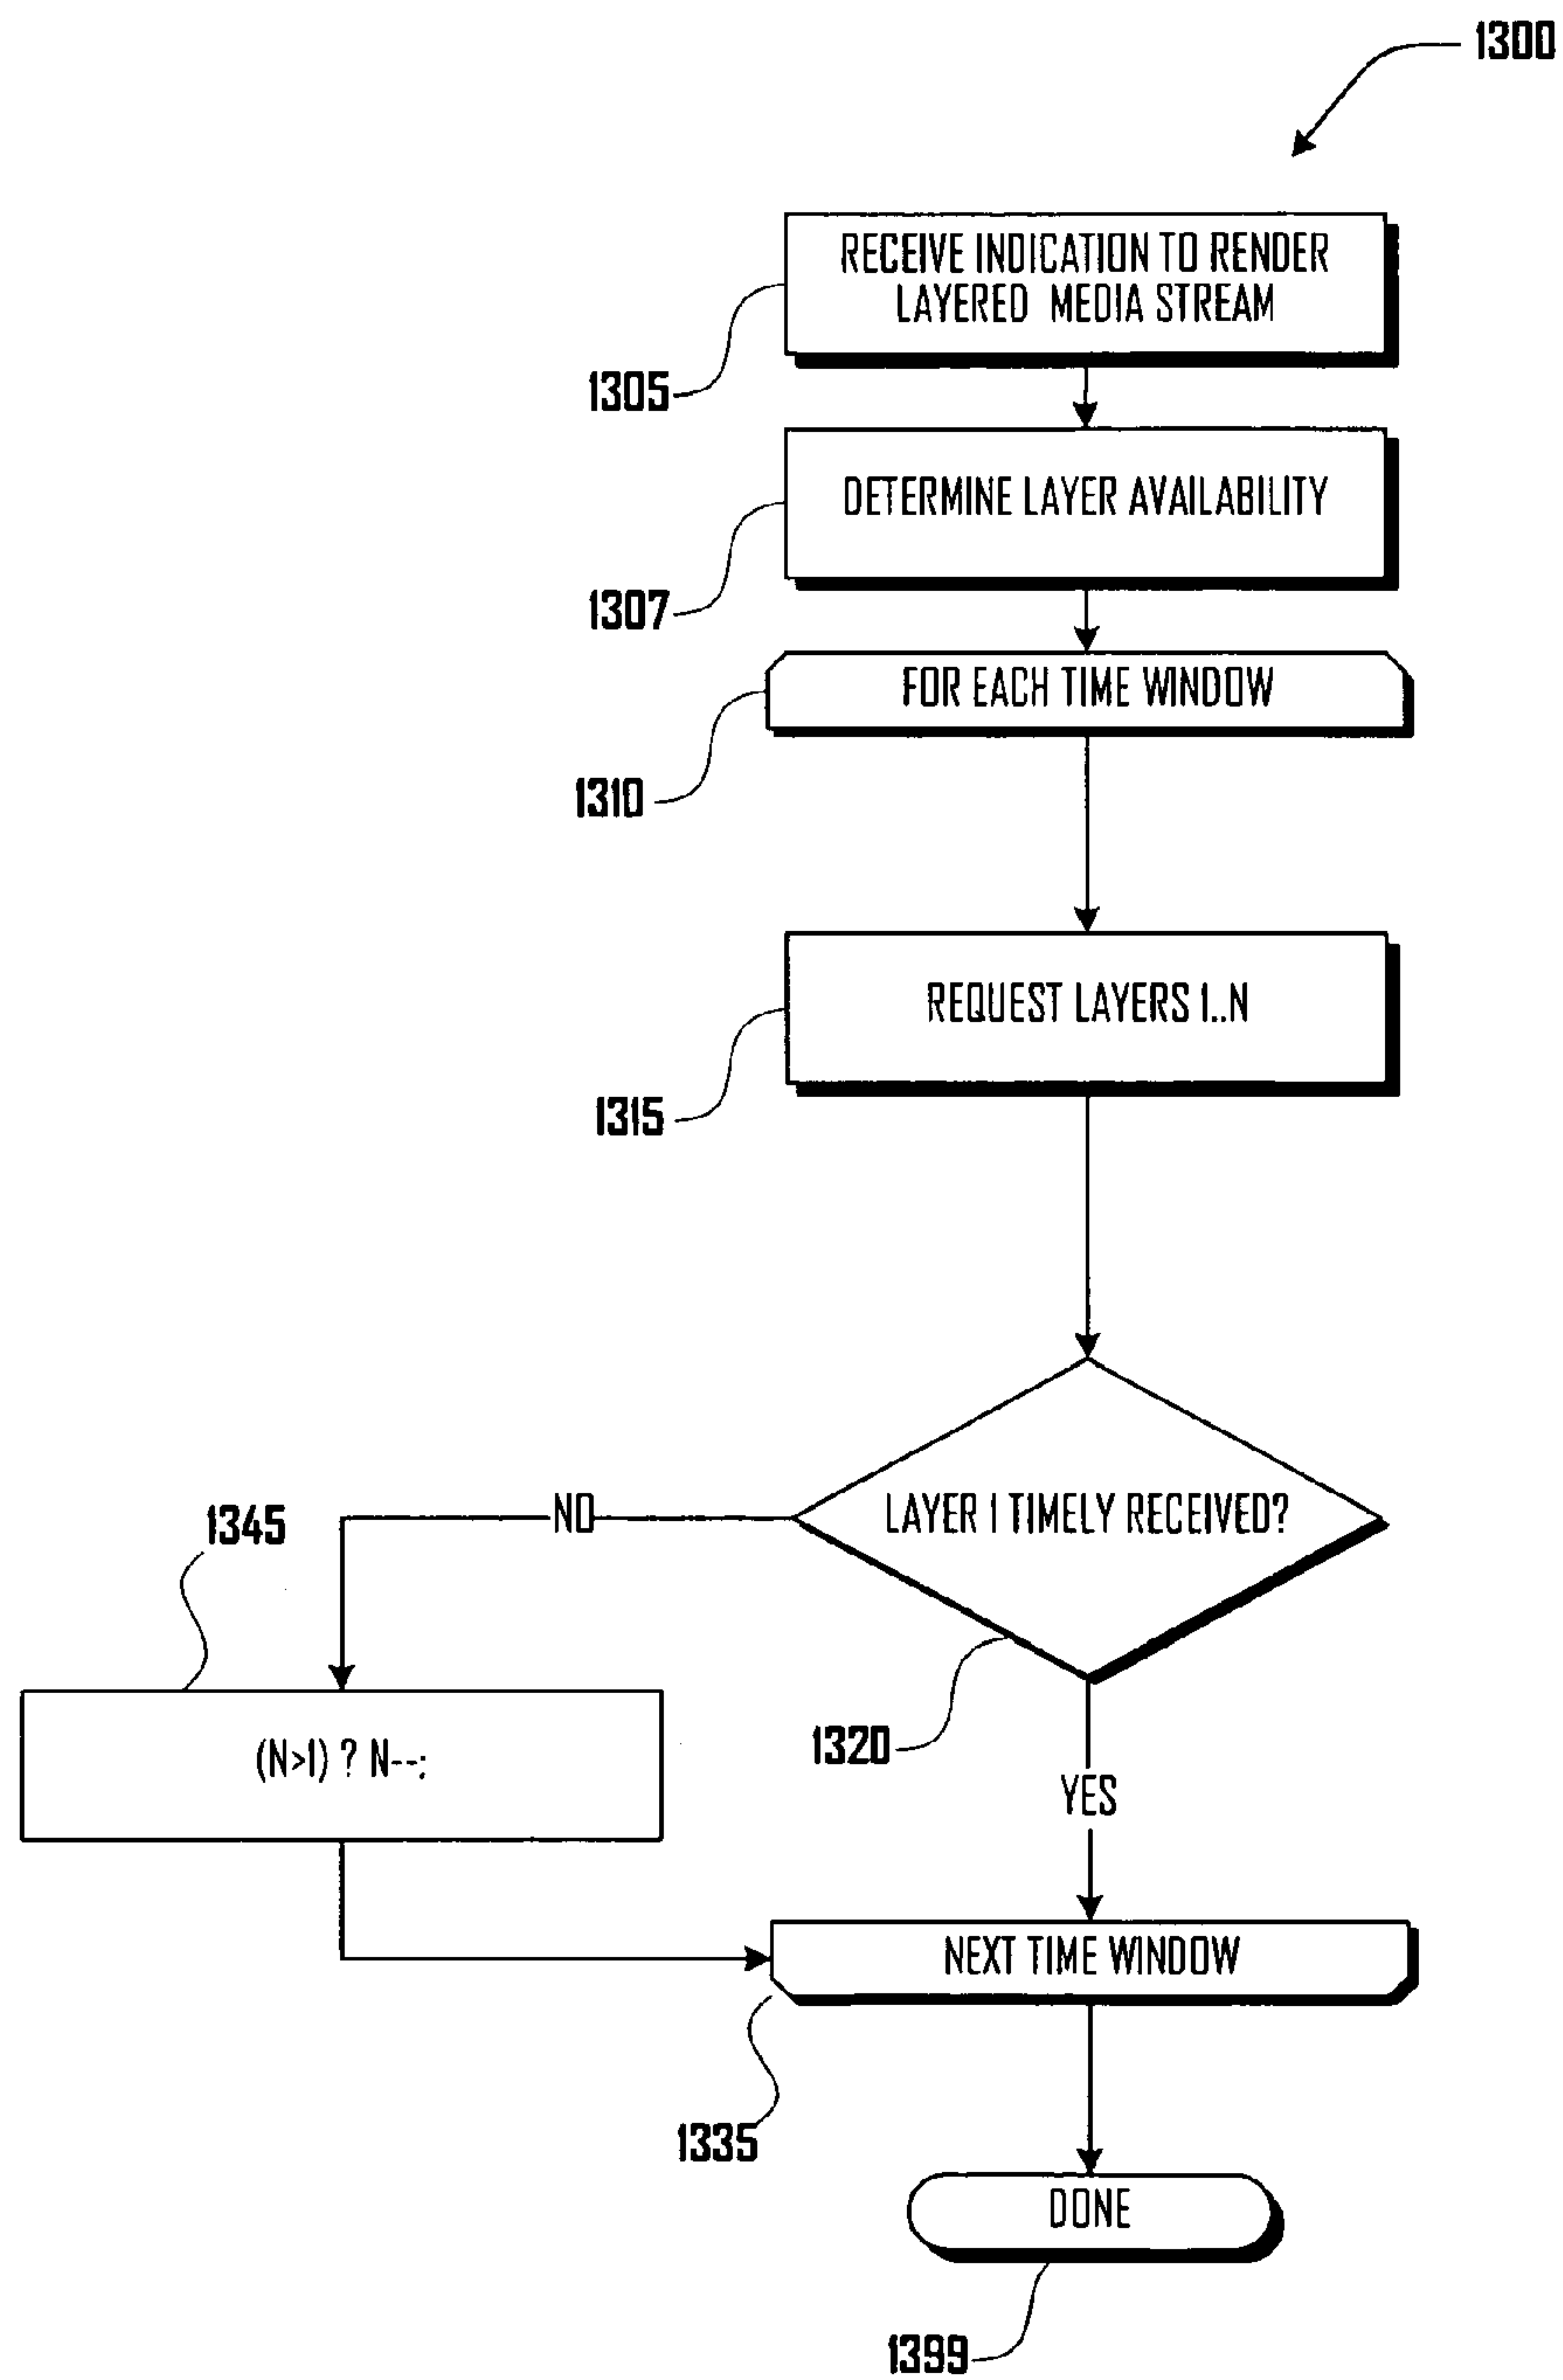 1300
RECEIVE INDICATION TO RENDER
LAYERED MEDIA STREAM
1305
DETERMINE LAYER AVAILABILITY
1307
FOR EACH TIME WINDOW
1310
REQUEST LAYERS 1..N
1315
LAYER 1 TIMELY RECEIVED?
NO
1345
1320
(N>1) ? N--;
YES
NEXT TIME WINDOW
1335
DONE
1399